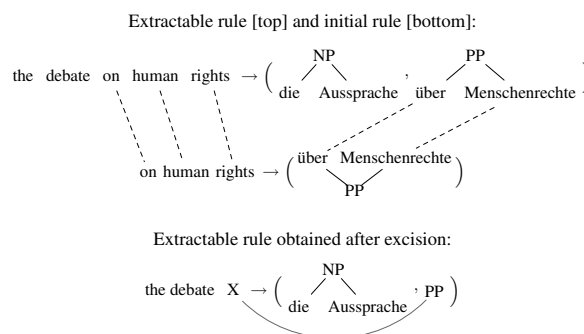 Extractable rule [top] and initial rule [bottom]:
NP PP
the debate on human rights → ( die Aussprache , über Menschenrechte )
on human rights → ( über Menschenrechte )
PP
Extractable rule obtained after excision:
NP
the debate X → ( die Aussprache , PP )